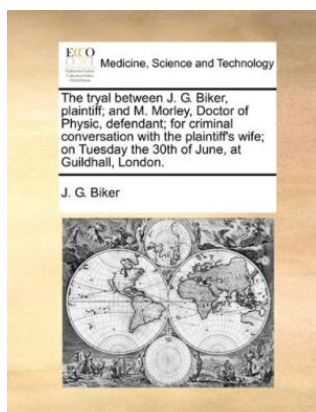 ECCO
Medicine, Science and Technology
The tryal between J. G. Biker,
plaintiff; and M. Morley, Doctor of
Physic, defendant; for criminal
conversation with the plaintiff's wife;
on Tuesday the 30th of June, at
Guildhall, London.
J. G. Biker